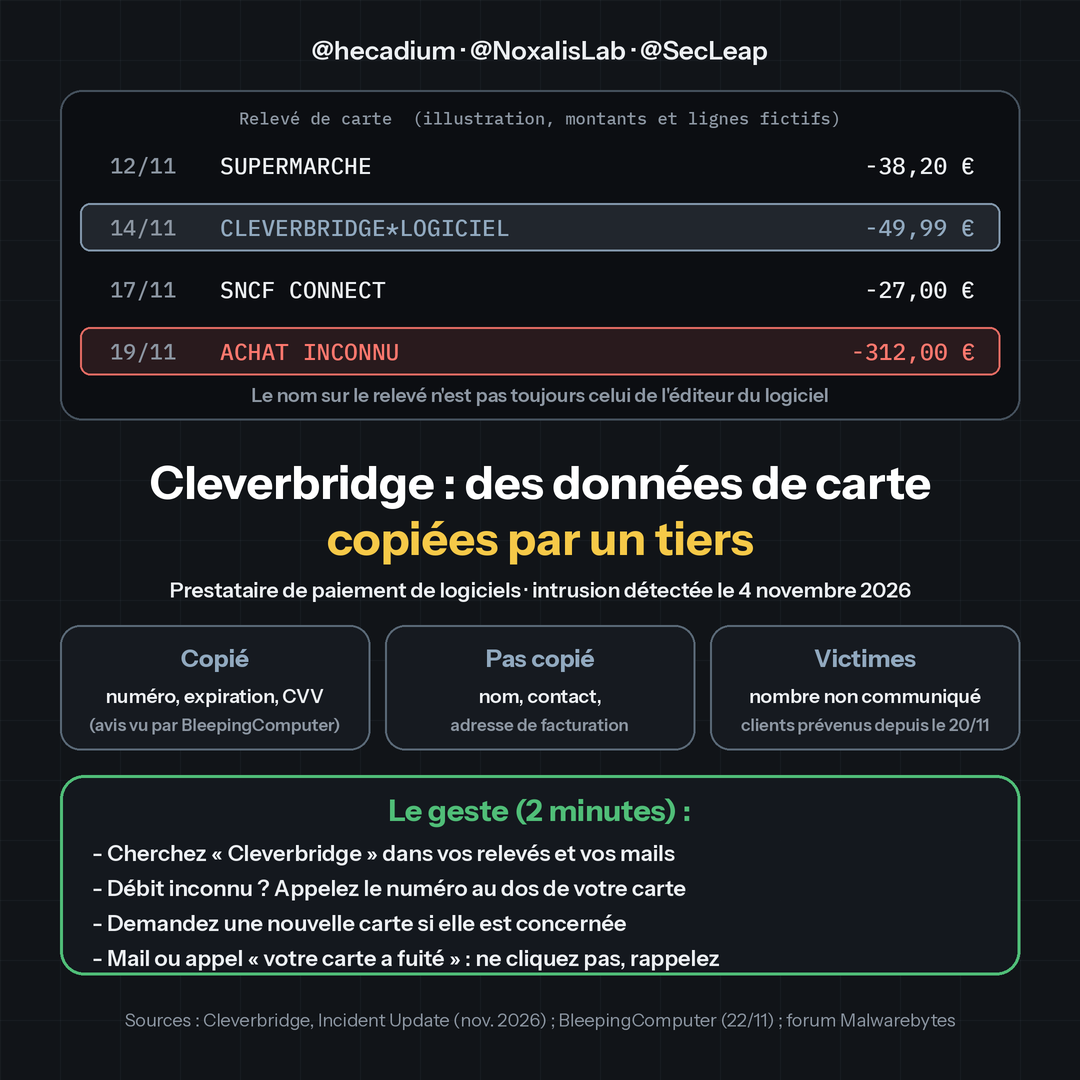 @hecadium · @NoxalisLab · @SecLeap
Relevé de carte (illustration, montants et lignes fictifs)
12/11 SUPERMARCHE -38,20 €
14/11 CLEVERBRIDGE*LOGICIEL -49,99 €
17/11 SNCF CONNECT -27,00 €
19/11 ACHAT INCONNU -312,00 €
Le nom sur le relevé n'est pas toujours celui de l'éditeur du logiciel
Cleverbridge : des données de carte
copiées par un tiers
Prestataire de paiement de logiciels · intrusion détectée le 4 novembre 2026
Copié
numéro, expiration, CVV
(avis vu par BleepingComputer)
Pas copié
nom, contact,
adresse de facturation
Victimes
nombre non communiqué
clients prévenus depuis le 20/11
Le geste (2 minutes) :
- Cherchez « Cleverbridge » dans vos relevés et vos mails
- Débit inconnu ? Appelez le numéro au dos de votre carte
- Demandez une nouvelle carte si elle est concernée
- Mail ou appel « votre carte a fuité » : ne cliquez pas, rappelez
Sources : Cleverbridge, Incident Update (nov. 2026) ; BleepingComputer (22/11) ; forum Malwarebytes